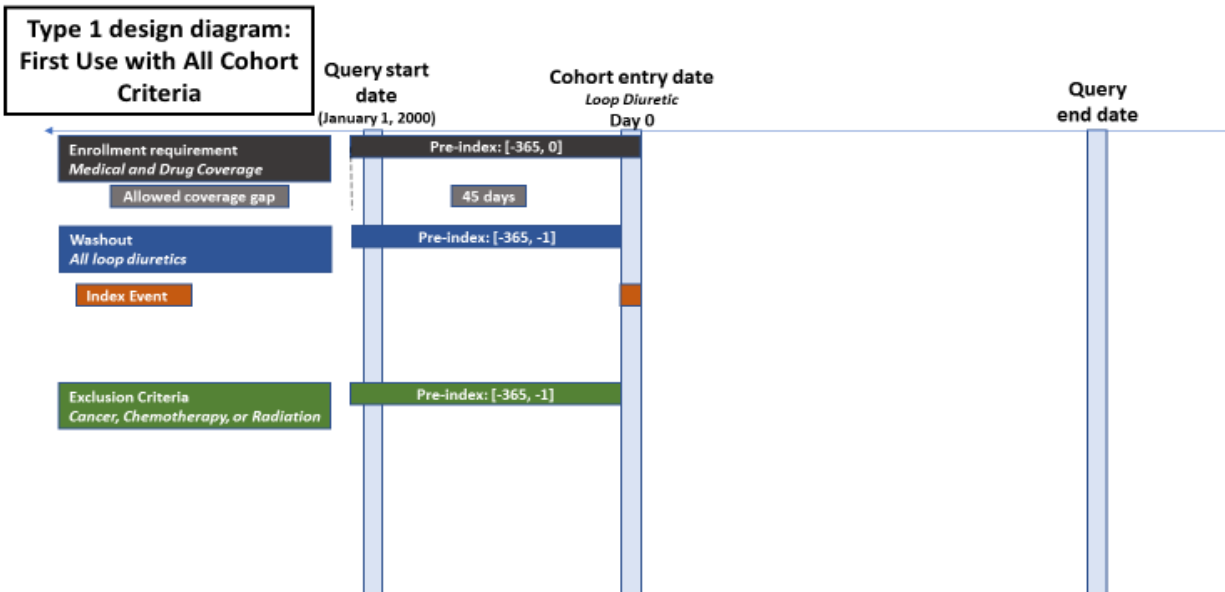 Type 1 design diagram:
First Use with All Cohort
Criteria
Query start
date
(January 1, 2000)
Cohort entry date
Loop Diuretic
Day 0
Query
end date
Enrollment requirement
Medical and Drug Coverage
Pre-index: [-365, 0]
Allowed coverage gap
45 days
Washout
All loop diuretics
Pre-index: [-365, -1]
Index Event
Exclusion Criteria
Cancer, Chemotherapy, or Radiation
Pre-index: [-365, -1]